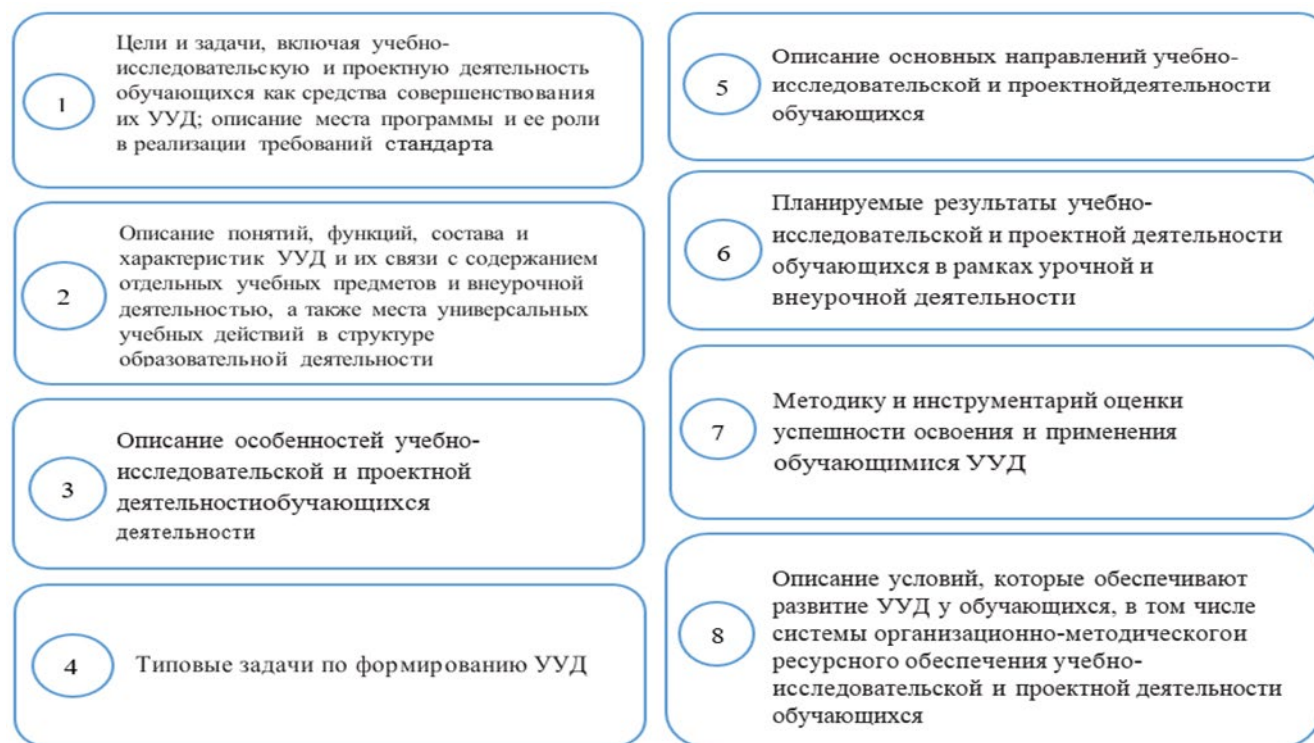 1
Цели и задачи, включая учебно-
исследовательскую и проектную деятельность
обучающихся как средства совершенствования
их УУД; описание места программы и ее роли
в реализации требований стандарта
2
Описание понятий, функций, состава и
характеристик УУД и их связи с содержанием
отдельных учебных предметов и внеурочной
деятельностью, а также места универсальных
учебных действий в структуре
образовательной деятельности
3
Описание особенностей учебно-
исследовательской и проектной
деятельностиобучающихся
деятельности
4
Типовые задачи по формированию УУД
5
Описание основных направлений учебно-
исследовательской и проектнойдеятельности
обучающихся
6
Планируемые результаты учебно-
исследовательской и проектной деятельности
обучающихся в рамках урочной и
внеурочной деятельности
7
Методику и инструментарий оценки
успешности освоения и применения
обучающимися УУД
8
Описание условий, которые обеспечивают
развитие УУД у обучающихся, в том числе
системы организационно-методическогои
ресурсного обеспечения учебно-
исследовательской и проектной деятельности
обучающихся